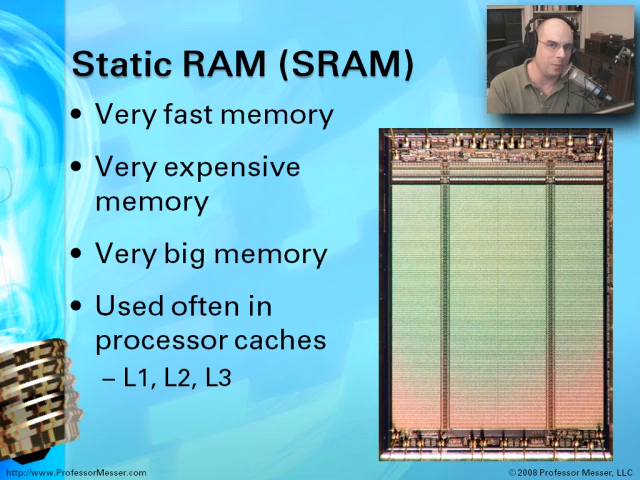 Static RAM (SRAM)
• Very fast memory
• Very expensive
memory
• Very big memory
• Used often in
processor caches
– L1, L2, L3
http://www.ProfessorMesser.com
© 2008 Professor Messer, LLC